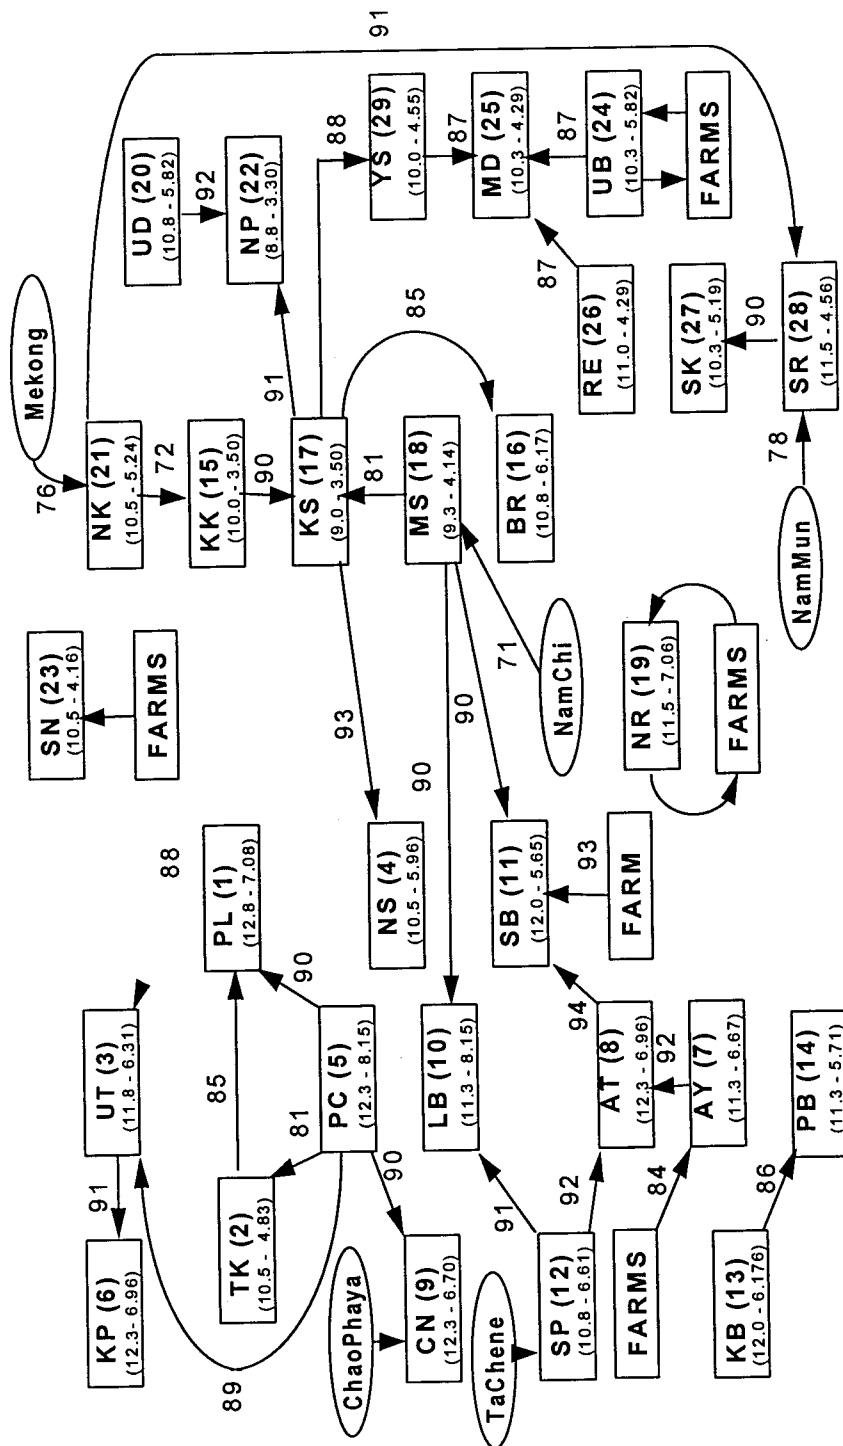 KP (6)
(12.3- 6.96)
91
UT (3)
(11.8 - 6.31)
88
SN (23)
(10.5 - 4.16)
FARMS
76
Mekong
NK (21)
(10.5 - 5.24)
91
89
TK (2)
(10.5 - 4.83)
85
PL (1)
(12.8 - 7.08)
72
UD (20)
(10.8 - 5.82)
92
KK (15)
(10.0 - 3.50)
NP (22)
(8.8 - 3.30)
81
90
90
91
ChaoPhaya
PC (5)
(12.3 - 8.15)
93
KS (17)
(9.0 - 3.50)
88
90
NS (4)
(10.5 - 5.96)
81
85
YS (29)
(10.0 - 4.55)
CN (9)
(12.3 - 6.70)
LB (10)
(11.3 - 8.15)
90
90
MS (18)
(9.3 - 4.14)
87
TaChene
91
SB (11)
(12.0 - 5.65)
71
BR (16)
(10.8 - 6.17)
MD (25)
(10.3 - 4.29)
SP (12)
(10.8 - 6.61)
92
94
93
NamChi
87
87
FARMS
AT (8)
(12.3 - 6.96)
FARM
RE (26)
(11.0 - 4.29)
UB (24)
(10.3 - 5.82)
84
92
NR (19)
(11.5 - 7.06)
SK (27)
(10.3 - 5.19)
FARMS
AY (7)
(11.3 - 6.67)
FARMS
90
KB (13)
(12.0 - 6.176)
86
PB (14)
(11.3 - 5.71)
NamMun
78
SR (28)
(11.5 - 4.56)